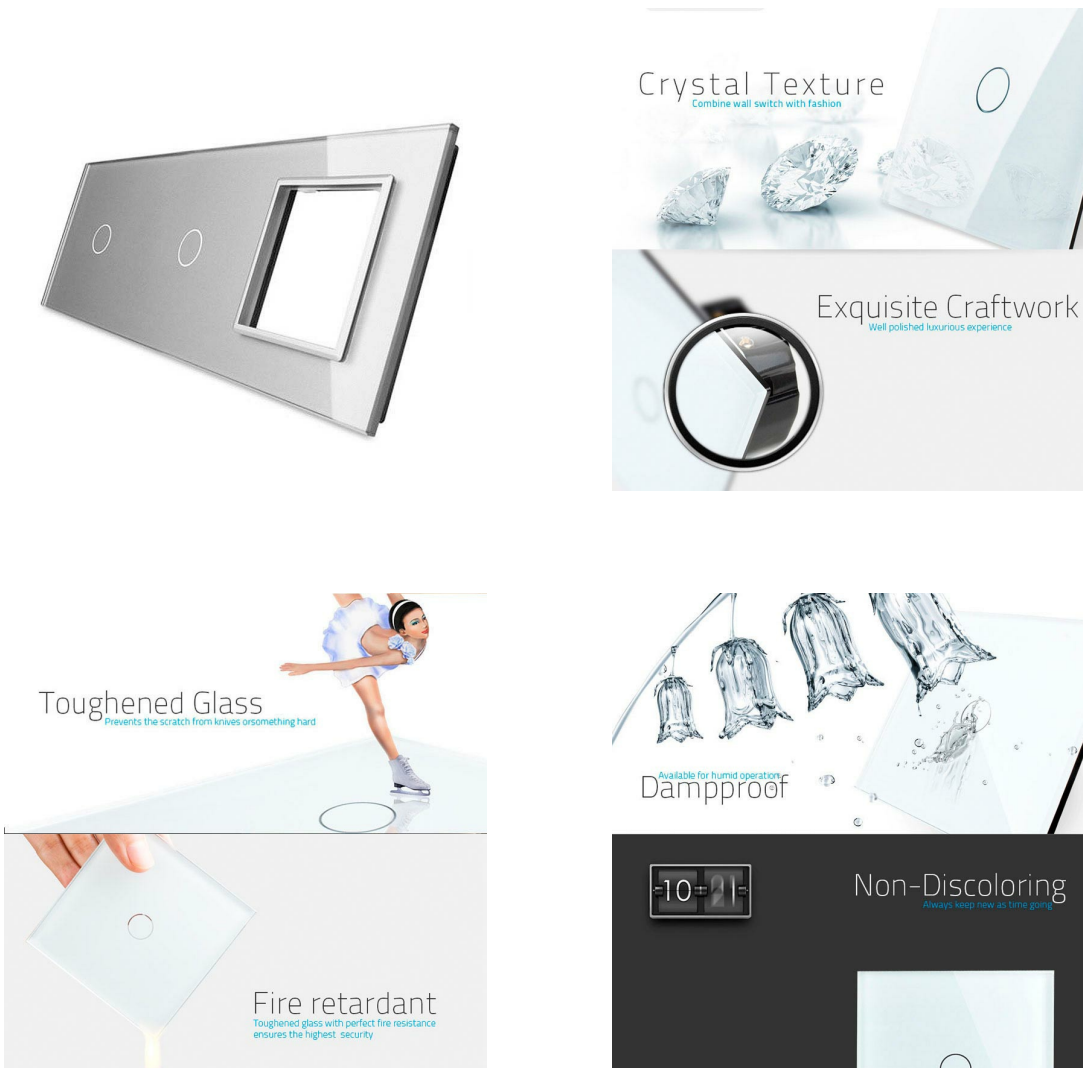 Crystal Texture
Combine wall switch with fashion
Exquisite Craftwork
Well polished luxurious experience
Toughened Glass
Prevents the scratch from knives orsomething hard
Available for humid operation
Dampproof
Fire retardant
Toughened glass with perfect fire resistance
ensures the highest security
10 21
Non-Discoloring
Always keep new as time going